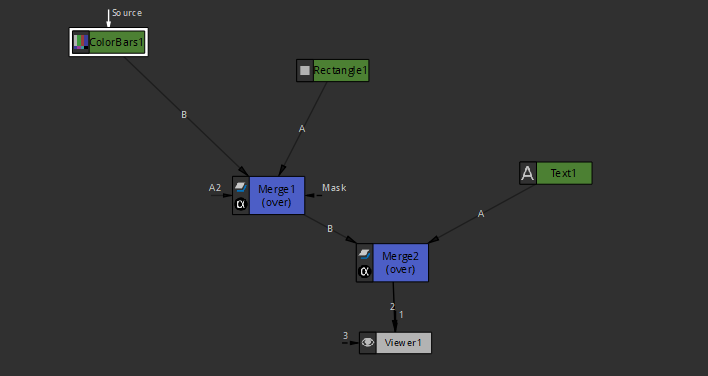 Source
ColorBars1
Rectangle1
B
A
A
Text1
A2
Mask
Merge1
(over)
α
B
A
Merge2
(over)
α
2
1
3
Viewer1